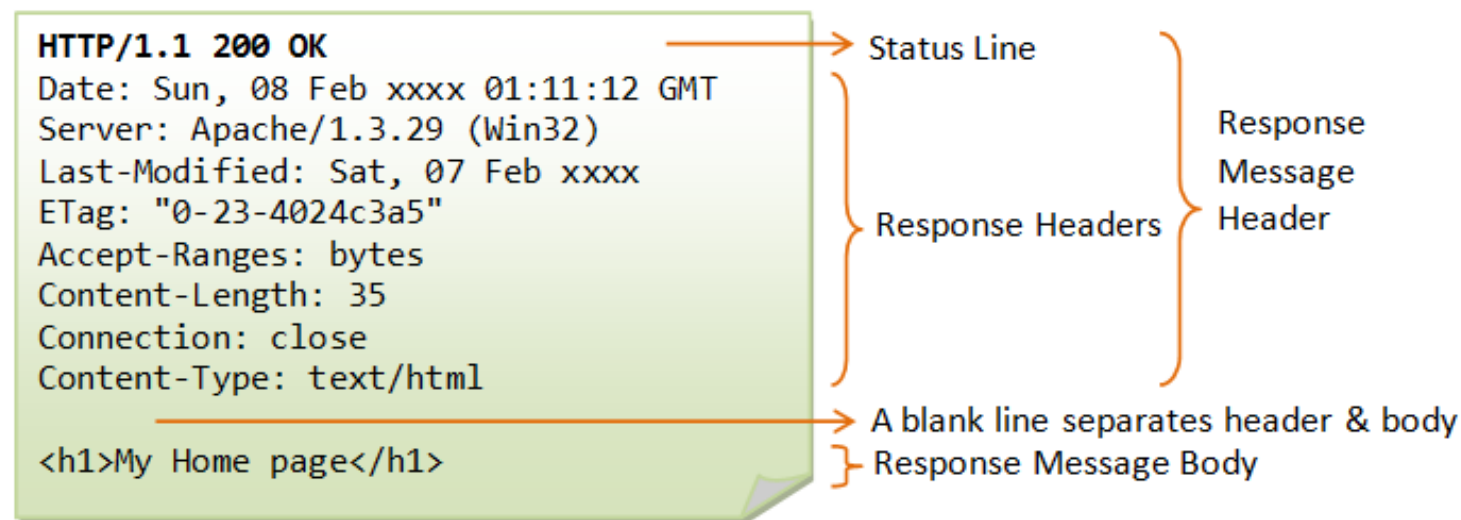 HTTP/1.1 200 OK
Date: Sun, 08 Feb xxxx 01:11:12 GMT
Server: Apache/1.3.29 (Win32)
Last-Modified: Sat, 07 Feb xxxx
ETag: "0-23-4024c3a5"
Accept-Ranges: bytes
Content-Length: 35
Connection: close
Content-Type: text/html
<h1>My Home page</h1>
Status Line
Response Headers
Response
Message
Header
A blank line separates header & body
Response Message Body